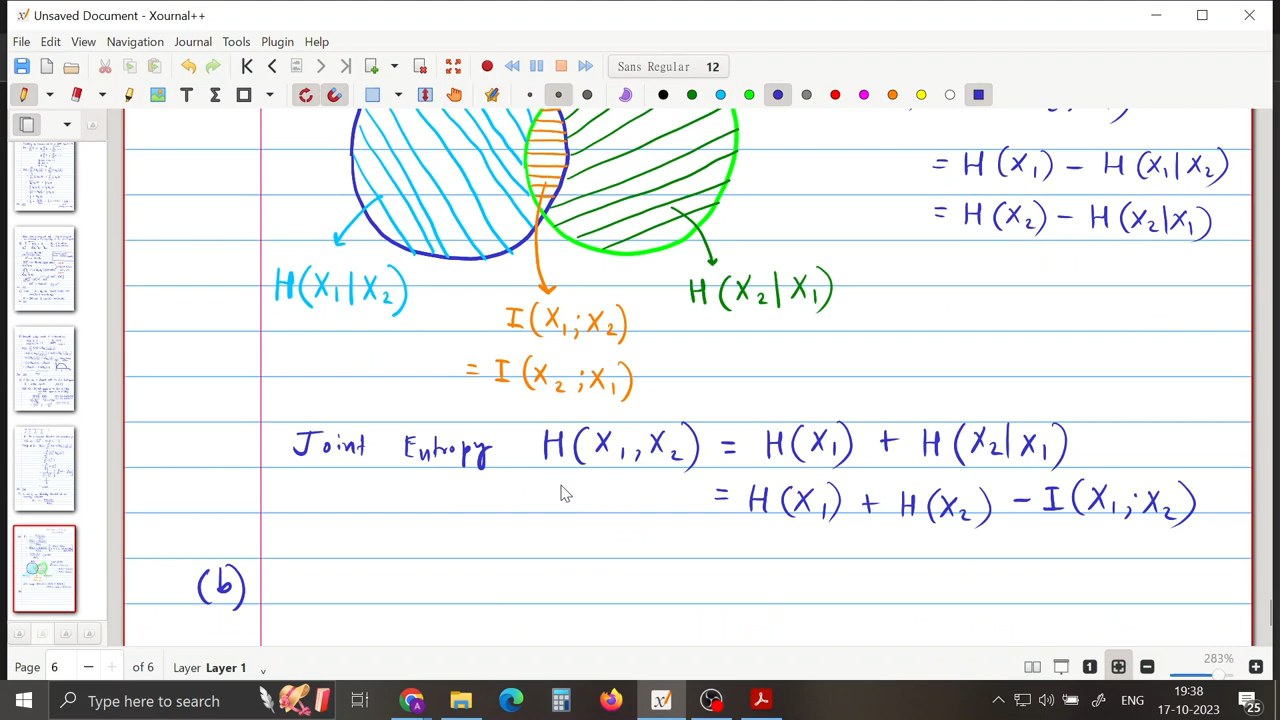 Unsaved Document - Xournal++
File Edit View Navigation Journal Tools Plugin Help
Sans Regular 12
= H(X₁) - H(X₁|X₂)
= H(X₂) - H(X₂|X₁)
H(X₁|X₂)
H(X₂|X₁)
I(X₁;X₂)
= I(X₂;X₁)
Joint Entropy H(X₁,X₂) = H(X₁) + H(X₂|X₁)
= H(X₁) + H(X₂) - I(X₁;X₂)
(b)
Page 6 of 6 Layer Layer 1 283%
Type here to search
ENG
19:38
17-10-2023
25